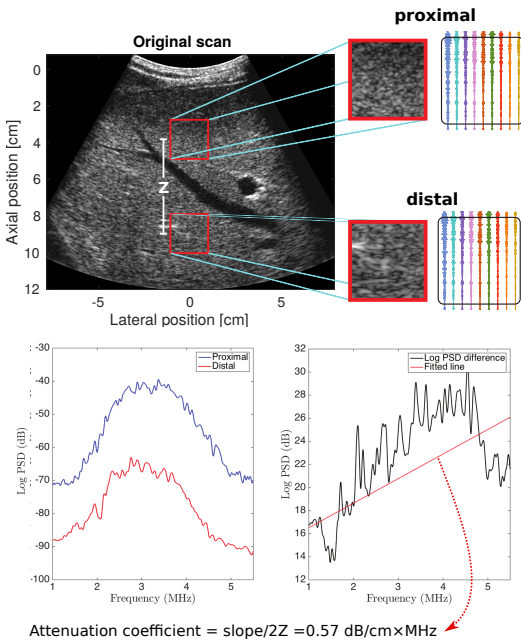 proximal
Original scan
0
2
4
6
8
10
12
Axial position [cm]
Z
-5
0
5
Lateral position [cm]
distal
-30
-40
-50
-60
-70
-80
-90
-100
Log PSD (dB)
Proximal
Distal
1
2
3
4
5
Frequency (MHz)
30
28
26
24
22
20
18
16
14
12
Log PSD (dB)
Log PSD difference
Fitted line
1
2
3
4
5
Frequency (MHz)
Attenuation coefficient = slope/2Z =0.57 dB/cm×MHz